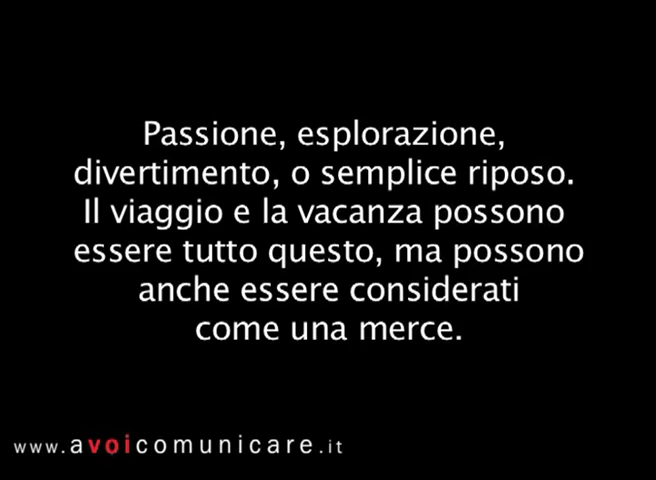 Passione, esplorazione,
divertimento, o semplice riposo.
Il viaggio e la vacanza possono
essere tutto questo, ma possono
anche essere considerati
come una merce.
www.avoicomunicare.it